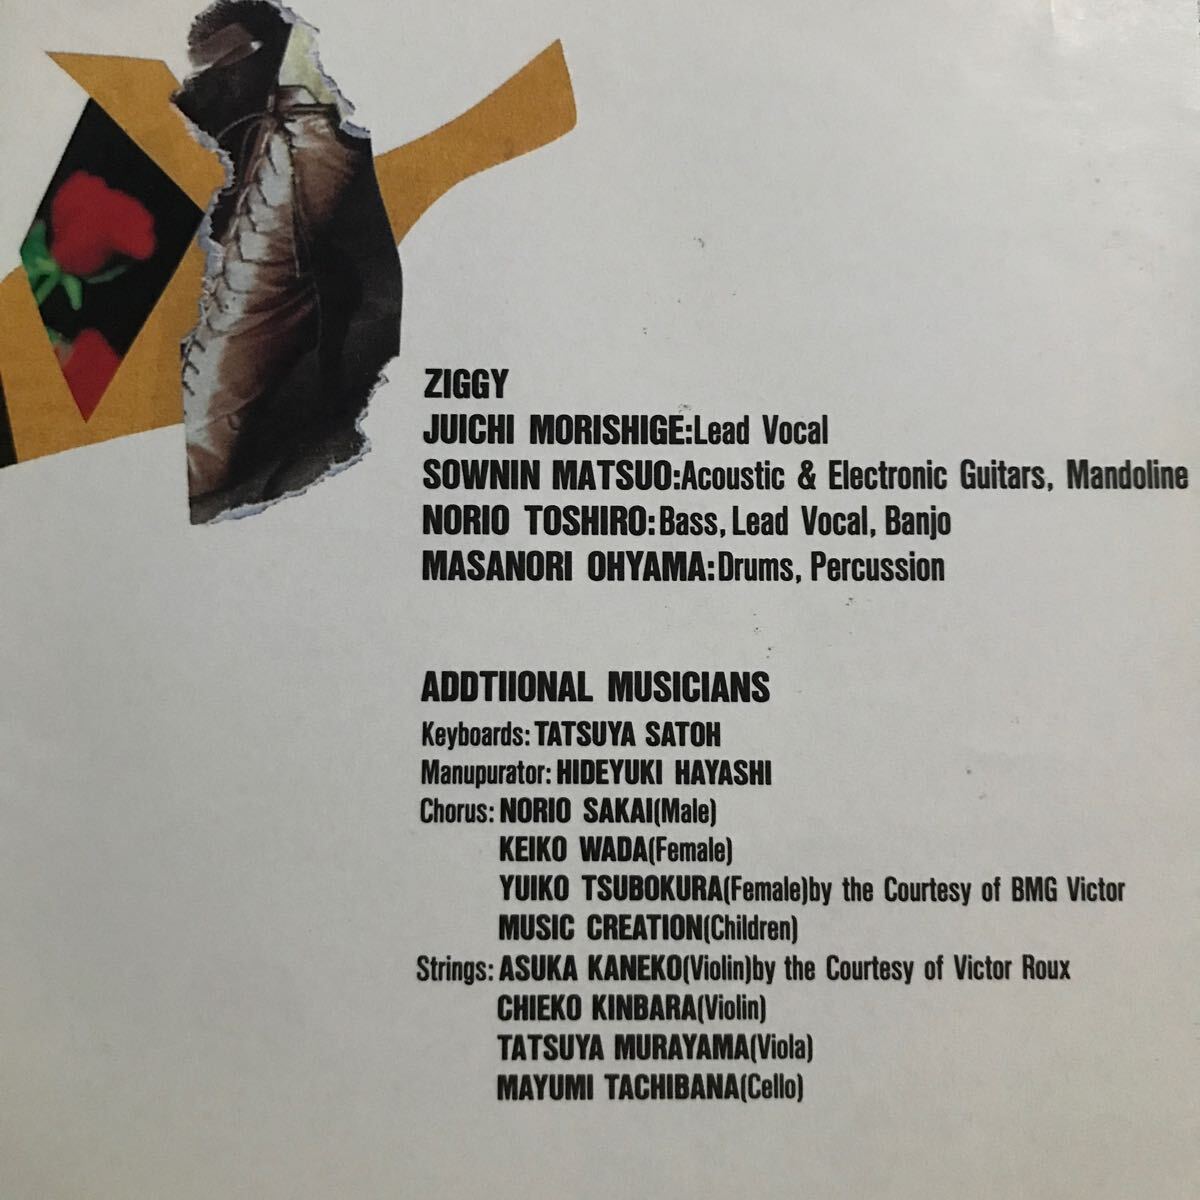 ZIGGY
JUICHI MORISHIGE:Lead Vocal
SOWNIN MATSUO:Acoustic & Electronic Guitars, Mandoline
NORIO TOSHIRO:Bass, Lead Vocal, Banjo
MASANORI OHYAMA:Drums, Percussion
ADDTIIONAL MUSICIANS
Keyboards: TATSUYA SATOH
Manupurator: HIDEYUKI HAYASHI
Chorus: NORIO SAKAI(Male)
KEIKO WADA(Female)
YUIKO TSUBOKURA(Female)by the Courtesy of BMG Victor
MUSIC CREATION(Children)
Strings: ASUKA KANEKO(Violin)by the Courtesy of Victor Roux
CHIEKO KINBARA(Violin)
TATSUYA MURAYAMA(Viola)
MAYUMI TACHIBANA(Cello)